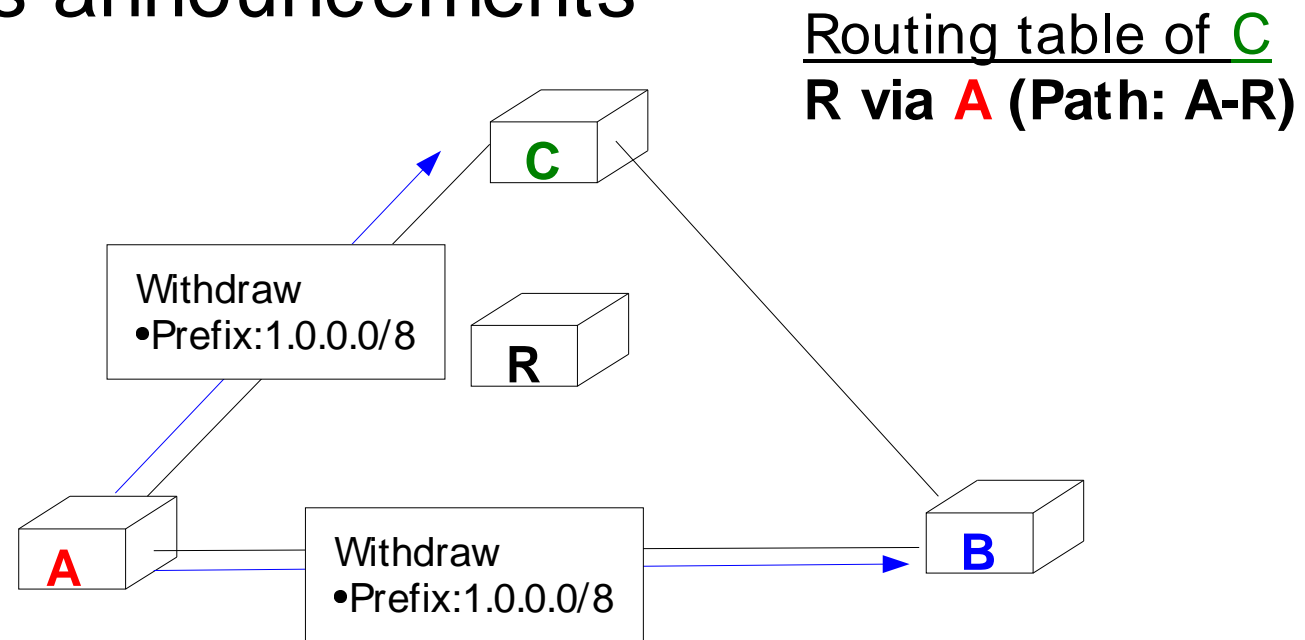 s announcements
Routing table of C
R via A (Path: A-R)
C
Withdraw
•Prefix:1.0.0.0/8
R
A
Withdraw
•Prefix:1.0.0.0/8
B